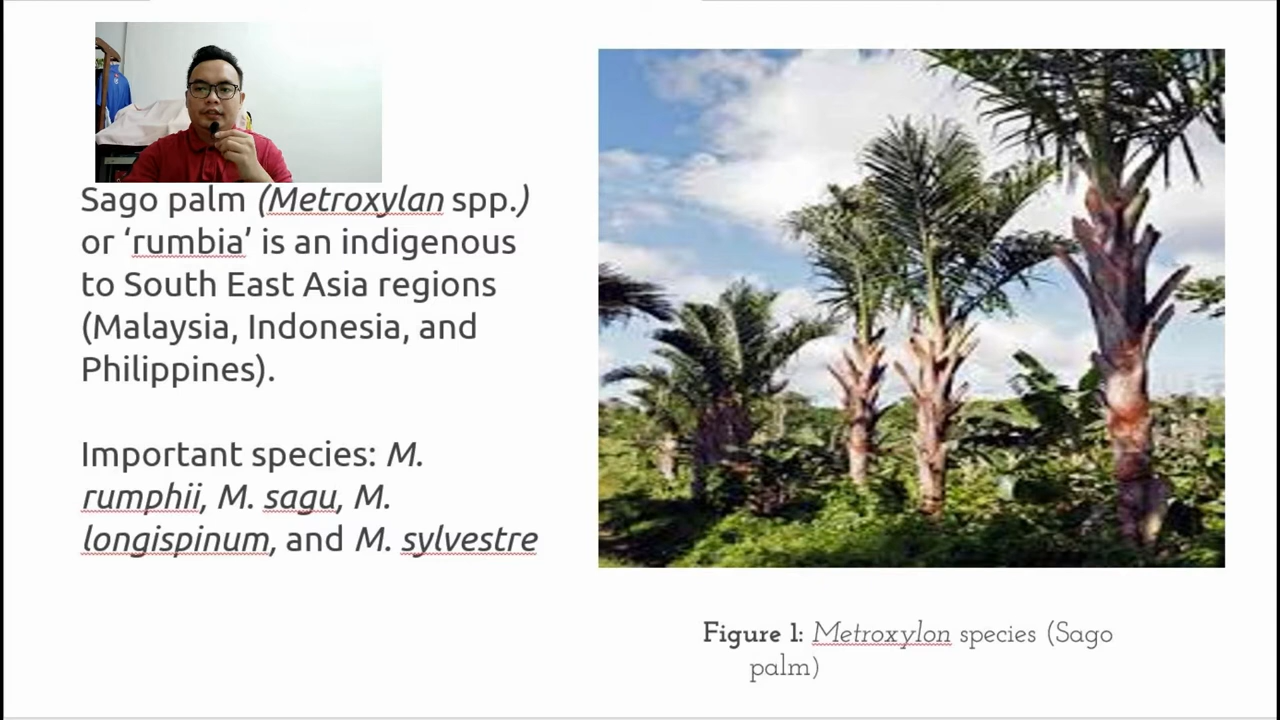 Sago palm (Metroxylan spp.)
or ‘rumbia’ is an indigenous
to South East Asia regions
(Malaysia, Indonesia, and
Philippines).
Important species: M.
rumphii, M. sagu, M.
longispinum, and M. sylvestre
Figure 1: Metroxylon species (Sago
palm)